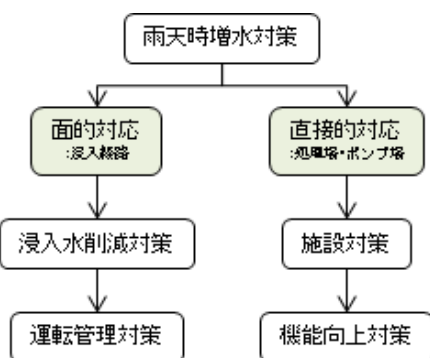 雨天時増水対策
面的対応
:浸入経路
直接的対応
:処理場・ポンプ場
浸入水削減対策
施設対策
運転管理対策
機能向上対策